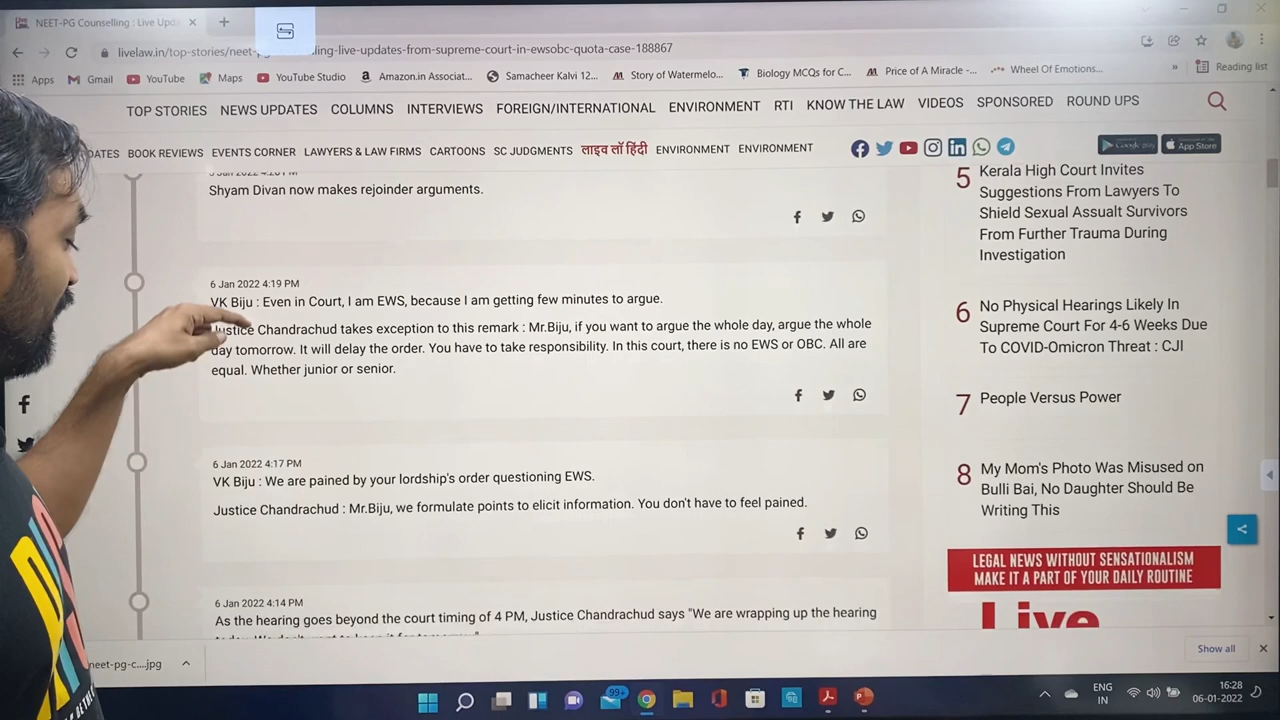 NEET-PG Counselling : Live Upda
livelaw.in/top-stories/neet-pg
ling-live-updates-from-supreme-court-in-ewsobc-quota-case-188867
Apps Gmail YouTube Maps YouTube Studio Amazon.in Associat... Samacheer Kalvi 12... Story of Watermelo... Biology MCQs for C... Price of A Miracle -... Wheel Of Emotions... » Reading list
TOP STORIES NEWS UPDATES COLUMNS INTERVIEWS FOREIGN/INTERNATIONAL ENVIRONMENT RTI KNOW THE LAW VIDEOS SPONSORED ROUND UPS
DATES BOOK REVIEWS EVENTS CORNER LAWYERS & LAW FIRMS CARTOONS SC JUDGMENTS लाइव लॉ हिंदी ENVIRONMENT ENVIRONMENT
Google play App Store
Shyam Divan now makes rejoinder arguments.
6 Jan 2022 4:19 PM
VK Biju : Even in Court, I am EWS, because I am getting few minutes to argue.
Justice Chandrachud takes exception to this remark : Mr.Biju, if you want to argue the whole day, argue the whole
day tomorrow. It will delay the order. You have to take responsibility. In this court, there is no EWS or OBC. All are
equal. Whether junior or senior.
6 Jan 2022 4:17 PM
VK Biju : We are pained by your lordship's order questioning EWS.
Justice Chandrachud : Mr.Biju, we formulate points to elicit information. You don't have to feel pained.
6 Jan 2022 4:14 PM
As the hearing goes beyond the court timing of 4 PM, Justice Chandrachud says "We are wrapping up the hearing
5 Kerala High Court Invites
Suggestions From Lawyers To
Shield Sexual Assualt Survivors
From Further Trauma During
Investigation
6 No Physical Hearings Likely In
Supreme Court For 4-6 Weeks Due
To COVID-Omicron Threat : CJI
7 People Versus Power
8 My Mom's Photo Was Misused on
Bulli Bai, No Daughter Should Be
Writing This
LEGAL NEWS WITHOUT SENSATIONALISM
MAKE IT A PART OF YOUR DAILY ROUTINE
Live
neet-pg-c....jpg
Show all
99+
ENG
IN
16:28
06-01-2022